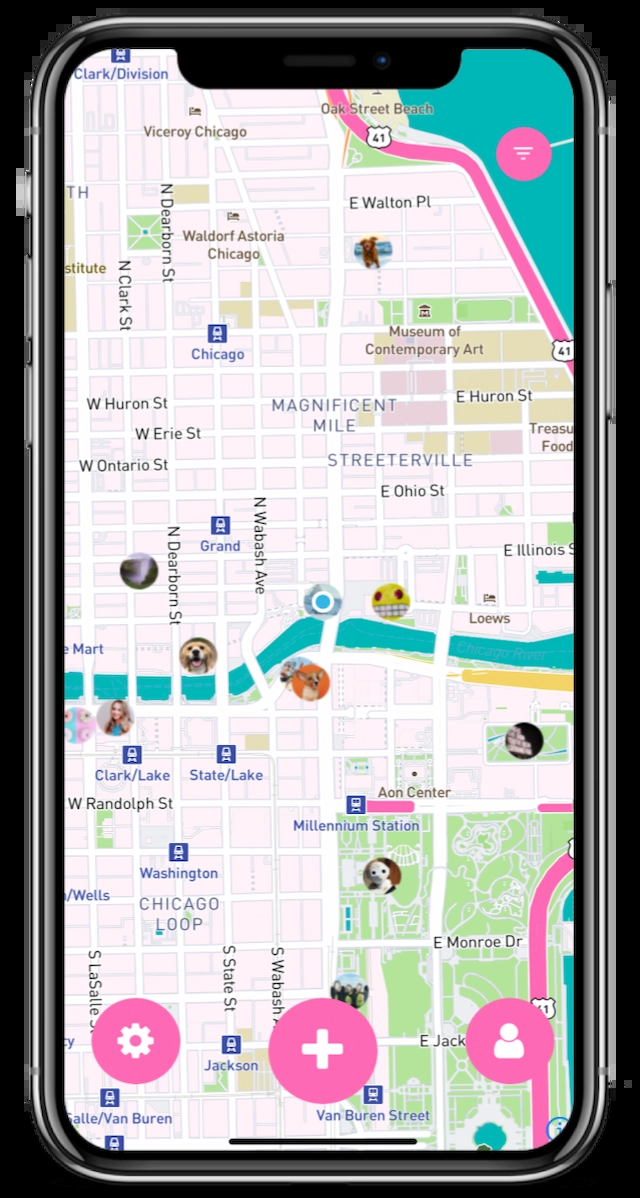 Clark/Division
Oak Street Beach
41
Viceroy Chicago
TH
N Dearborn St
E Walton Pl
Waldorf Astoria
Chicago
stitute
N Clark St
Museum of
Contemporary Art
41
Chicago
W Huron St
MAGNIFICENT
MILE
E Huron St
W Erie St
Treasu
Food
W Ontario St
STREETERVILLE
E Ohio St
N Wabash Ave
Grand
N Dearborn St
E Illinois S
Loews
e Mart
Chicago River
Clark/Lake
State/Lake
Aon Center
W Randolph St
Millennium Station
Washington
n/Wells
CHICAGO
LOOP
E Monroe Dr
S LaSalle S
S State St
S Wabash A
41
E Jack
cy
Jackson
Salle/Van Buren
Van Buren Street